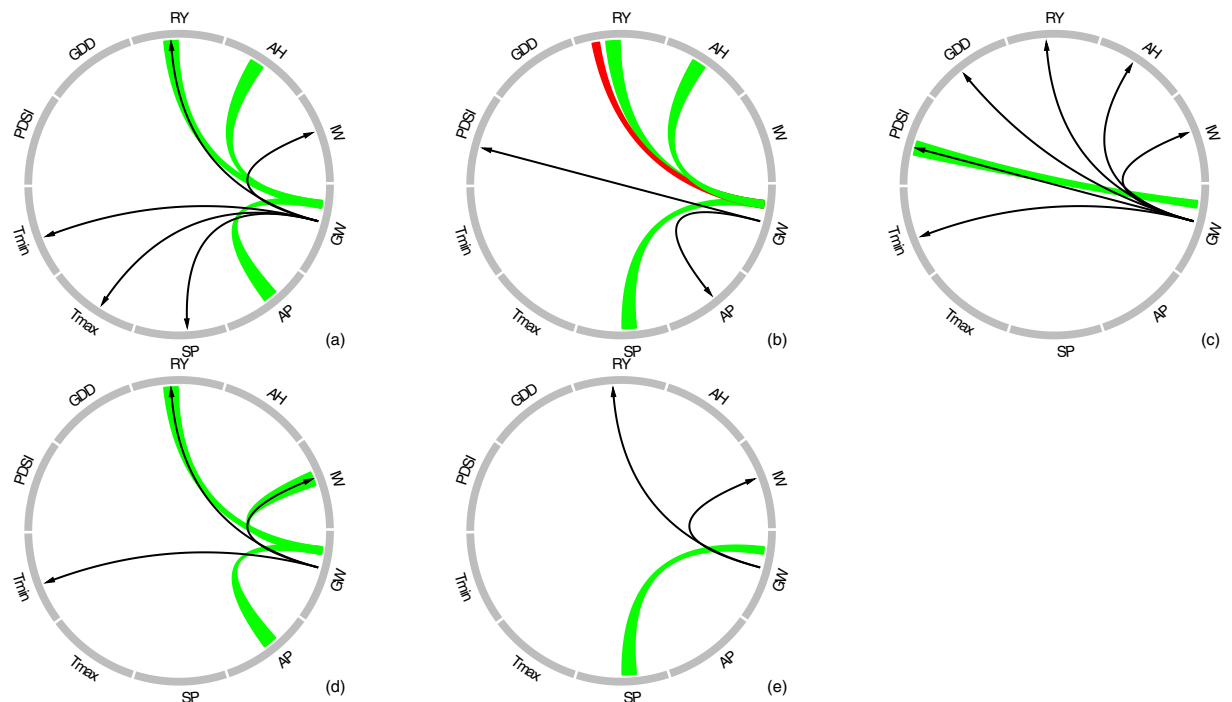 RY
GDD
AH
PDSI
IW
Tmin
GW
Tmax
AP
SP
(a)
RY
GDD
AH
PDSI
IW
Tmin
GW
Tmax
AP
SP
(b)
RY
GDD
AH
PDSI
IW
Tmin
GW
Tmax
AP
SP
(c)
RY
GDD
AH
PDSI
IW
Tmin
GW
Tmax
AP
SP
(d)
RY
GDD
AH
PDSI
IW
Tmin
GW
Tmax
AP
SP
(e)